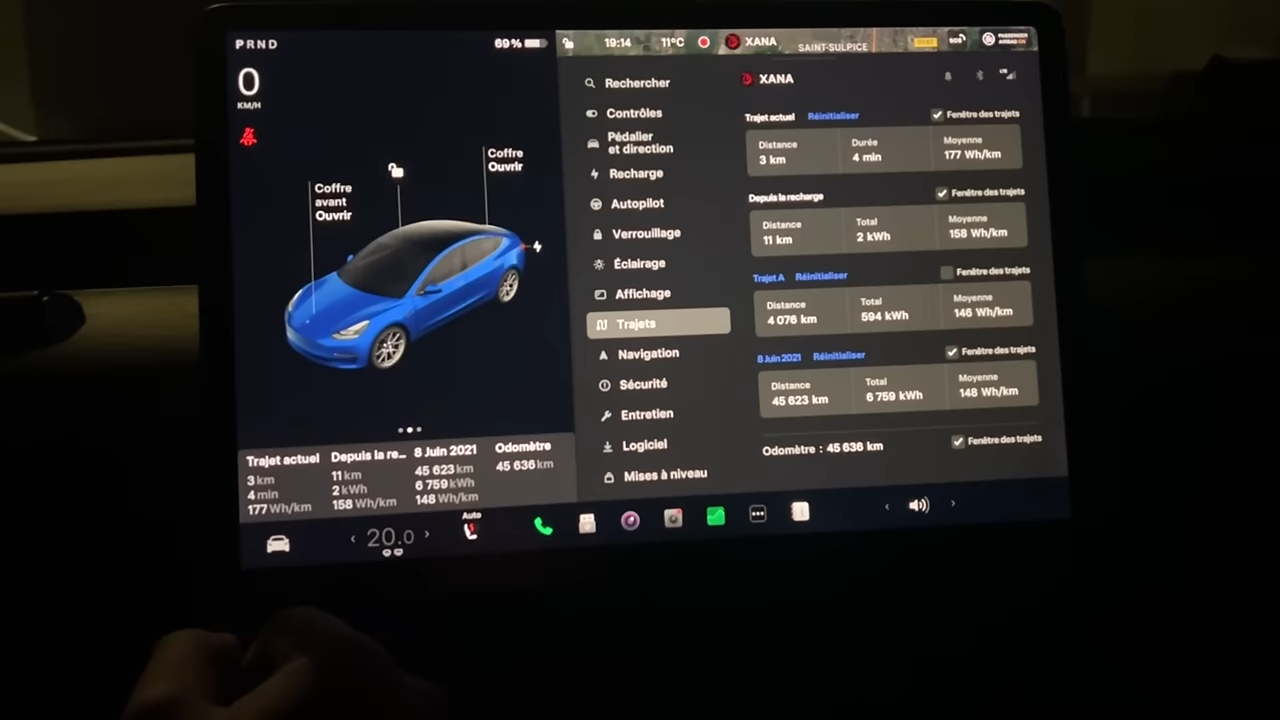 PRND
69 %
19:14
11°C
XANA
SAINT-SULPICE
SOS
PASSENGER
AIRBAG ON
0
KM/H
Coffre
avant
Ouvrir
Coffre
Ouvrir
Trajet actuel
3 km
4 min
177 Wh/km
Depuis la re...
11 km
2 kWh
158 Wh/km
8 Juin 2021
45 623 km
6 759 kWh
148 Wh/km
Odomètre
45 636 km
Rechercher
Contrôles
Pédalier
et direction
Recharge
Autopilot
Verrouillage
Éclairage
Affichage
Trajets
Navigation
Sécurité
Entretien
Logiciel
Mises à niveau
XANA
LTE
Trajet actuel Réinitialiser Fenêtre des trajets
Distance Durée Moyenne
3 km 4 min 177 Wh/km
Depuis la recharge Fenêtre des trajets
Distance Total Moyenne
11 km 2 kWh 158 Wh/km
Trajet A Réinitialiser Fenêtre des trajets
Distance Total Moyenne
4 076 km 594 kWh 146 Wh/km
8 Juin 2021 Réinitialiser Fenêtre des trajets
Distance Total Moyenne
45 623 km 6 759 kWh 148 Wh/km
Odomètre : 45 636 km Fenêtre des trajets
20.0
Auto